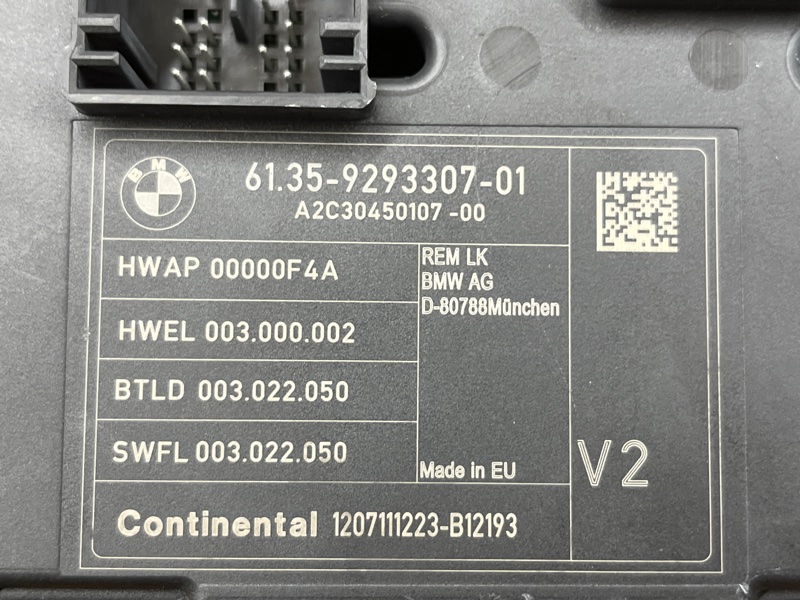 BMW
61.35-9293307-01
A2C30450107 -00
HWAP 00000F4A
HWEL 003.000.002
BTLD 003.022.050
SWFL 003.022.050
REM LK
BMW AG
D-80788München
Made in EU
V2
Continental 1207111223-B12193